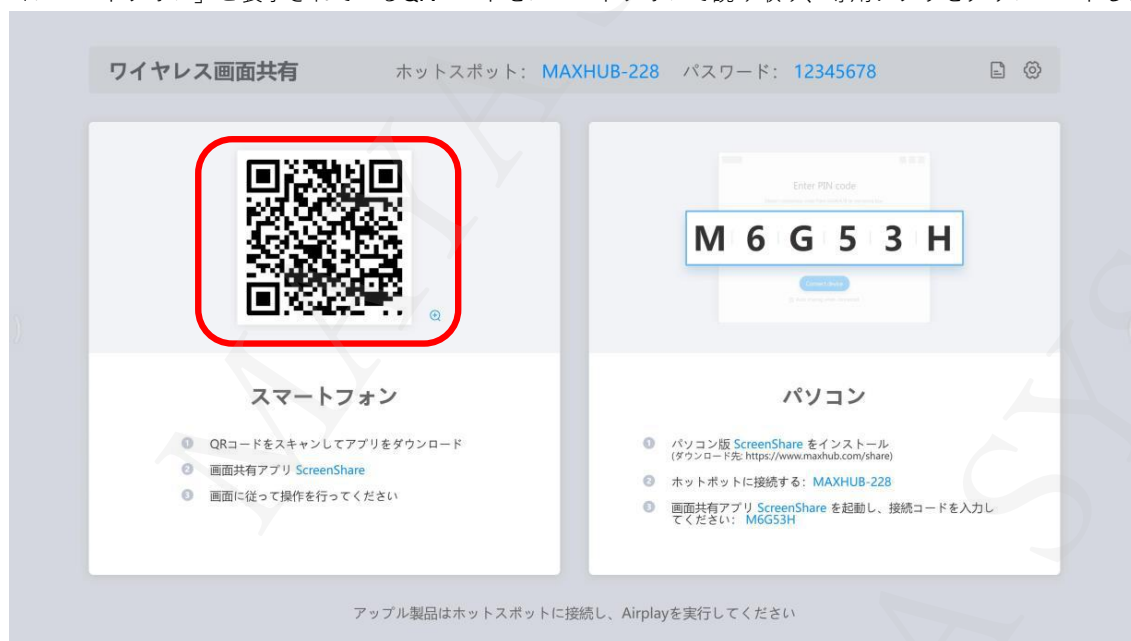 ワイヤレス画面共有 ホットスポット: MAXHUB-228 パスワード: 12345678
Enter PIN code
M 6 G 5 3 H
スマートフォン
1 QRコードをスキャンしてアプリをダウンロード
2 画面共有アプリ ScreenShare
3 画面に従って操作を行ってください
パソコン
1 パソコン版 ScreenShare をインストール
(ダウンロード先: https://www.maxhub.com/share)
2 ホットポットに接続する: MAXHUB-228
3 画面共有アプリ ScreenShare を起動し、接続コードを入力し
てください: M6G53H
アップル製品はホットスポットに接続し、Airplayを実行してください